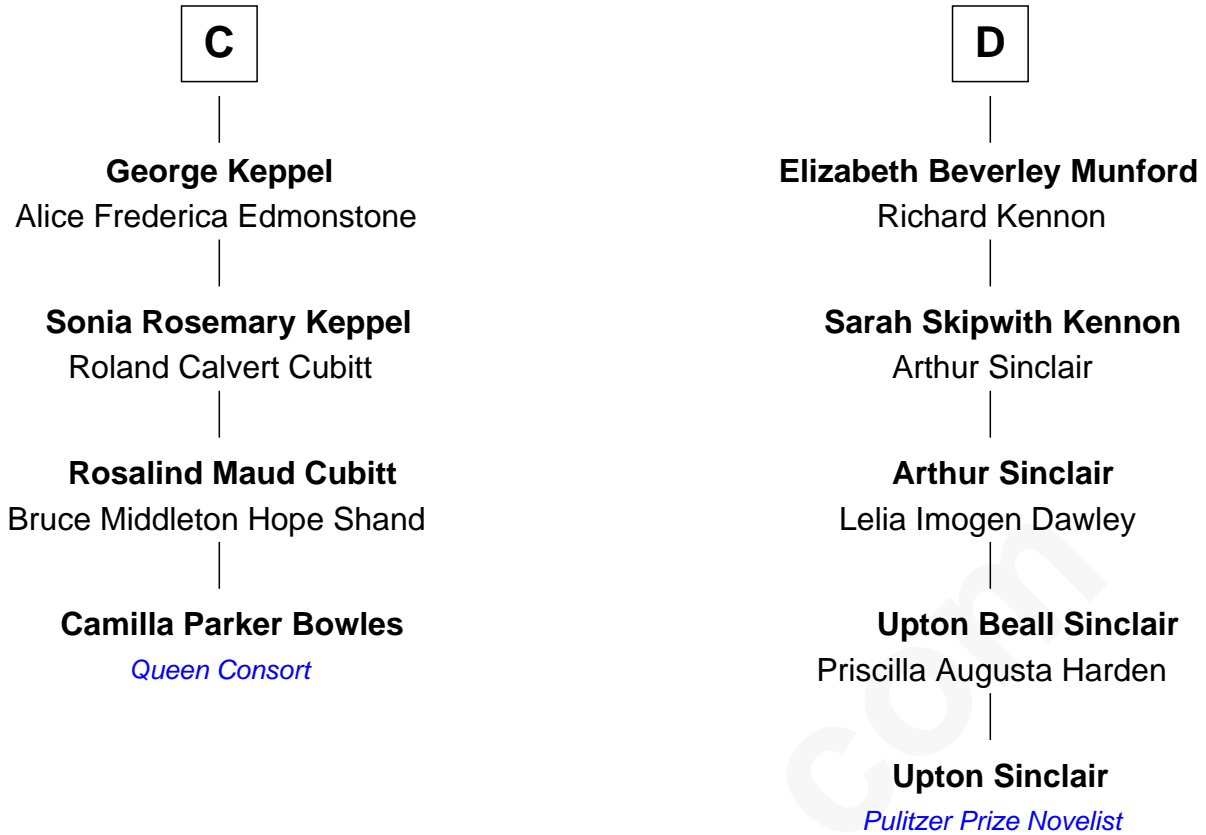 C
George Keppel
Alice Frederica Edmonstone
Sonia Rosemary Keppel
Roland Calvert Cubitt
Rosalind Maud Cubitt
Bruce Middleton Hope Shand
Camilla Parker Bowles
Queen Consort
D
Elizabeth Beverley Munford
Richard Kennon
Sarah Skipwith Kennon
Arthur Sinclair
Arthur Sinclair
Lelia Imogen Dawley
Upton Beall Sinclair
Priscilla Augusta Harden
Upton Sinclair
Pulitzer Prize Novelist
com